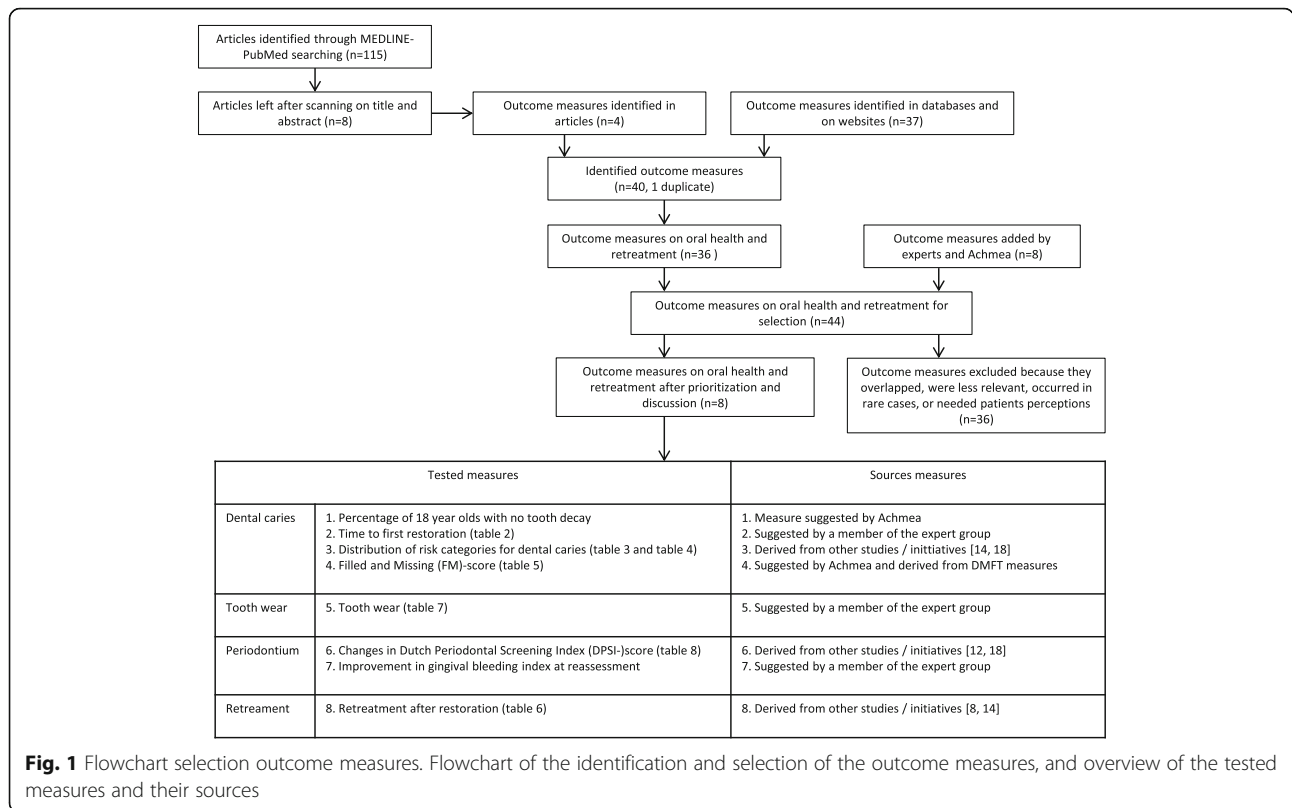 Articles identified through MEDLINE-
PubMed searching (n=115)
Articles left after scanning on title and
abstract (n=8)
Outcome measures identified in
articles (n=4)
Outcome measures identified in databases and
on websites (n=37)
Identified outcome measures
(n=40, 1 duplicate)
Outcome measures on oral health and
retreatment (n=36 )
Outcome measures added by
experts and Achmea (n=8)
Outcome measures on oral health and retreatment for
selection (n=44)
Outcome measures on oral health and
retreatment after prioritization and
discussion (n=8)
Outcome measures excluded because they
overlapped, were less relevant, occurred in
rare cases, or needed patients perceptions
(n=36)
Tested measures
Sources measures
Dental caries
1. Percentage of 18 year olds with no tooth decay
2. Time to first restoration (table 2)
3. Distribution of risk categories for dental caries (table 3 and table 4)
4. Filled and Missing (FM)-score (table 5)
1. Measure suggested by Achmea
2. Suggested by a member of the expert group
3. Derived from other studies / inittiatives [14, 18]
4. Suggested by Achmea and derived from DMFT measures
Tooth wear
5. Tooth wear (table 7)
5. Suggested by a member of the expert group
Periodontium
6. Changes in Dutch Periodontal Screening Index (DPSI-)score (table 8)
7. Improvement in gingival bleeding index at reassessment
6. Derived from other studies / initiatives [12, 18]
7. Suggested by a member of the expert group
Retreament
8. Retreatment after restoration (table 6)
8. Derived from other studies / initiatives [8, 14]
Fig. 1 Flowchart selection outcome measures. Flowchart of the identification and selection of the outcome measures, and overview of the tested
measures and their sources